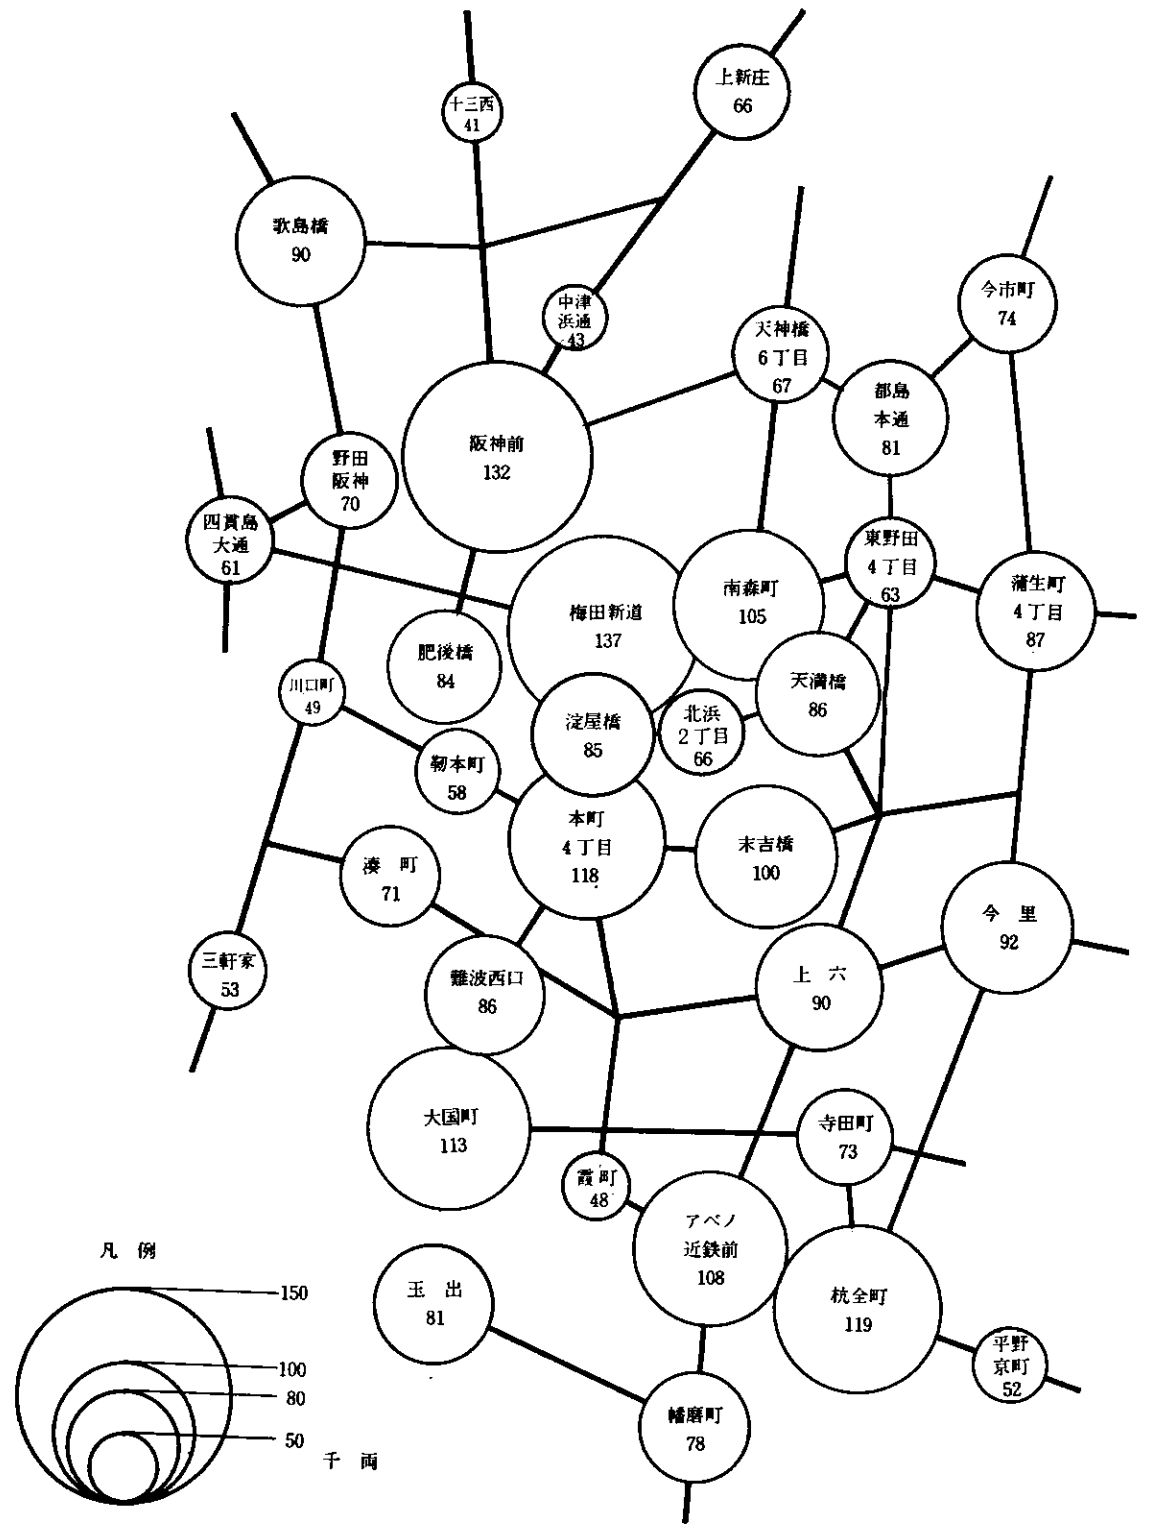 上新庄
66
十三西
41
歌島橋
90
今市町
74
中津
浜通
43
天神橋
6丁目
67
都島
本通
81
阪神前
132
野田
阪神
70
四貫島
大通
61
東野田
4丁目
63
蒲生町
4丁目
87
南森町
105
梅田新道
137
肥後橋
84
天満橋
86
川口町
49
淀屋橋
85
北浜
2丁目
66
靭本町
58
本町
4丁目
118
末吉橋
100
湊町
71
今里
92
三軒家
53
難波西口
86
上六
90
大国町
113
寺田町
73
霞町
48
アベノ
近鉄前
108
玉出
81
杭全町
119
平野
京町
52
播磨町
78
凡例
150
100
80
50
千両